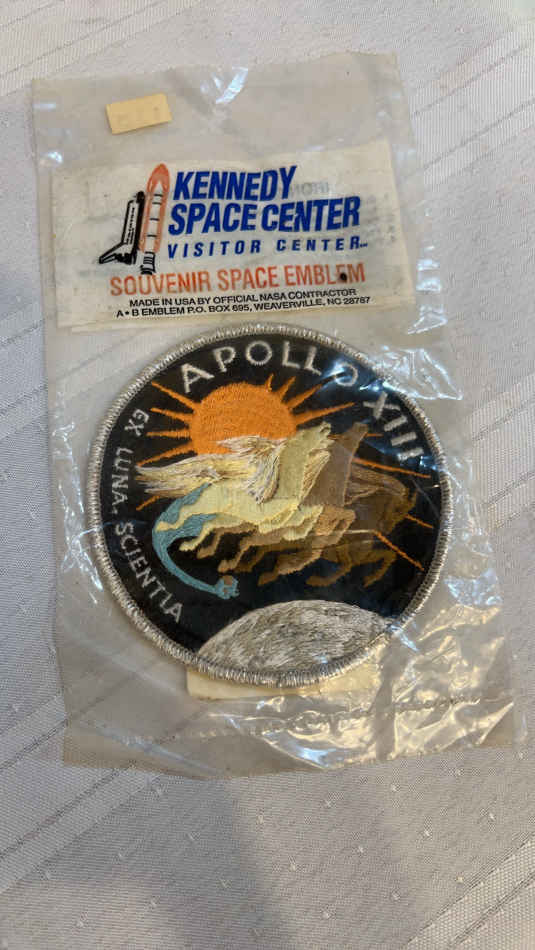 KENNEDY
SPACE CENTER
VISITOR CENTER
SOUVENIR SPACE EMBLEM
MADE IN USA BY OFFICIAL NASA CONTRACTOR
A•B EMBLEM P.O. BOX 695, WEAVERVILLE, NC 28787
APOLLO XIII
EX LUNA, SCIENTIA